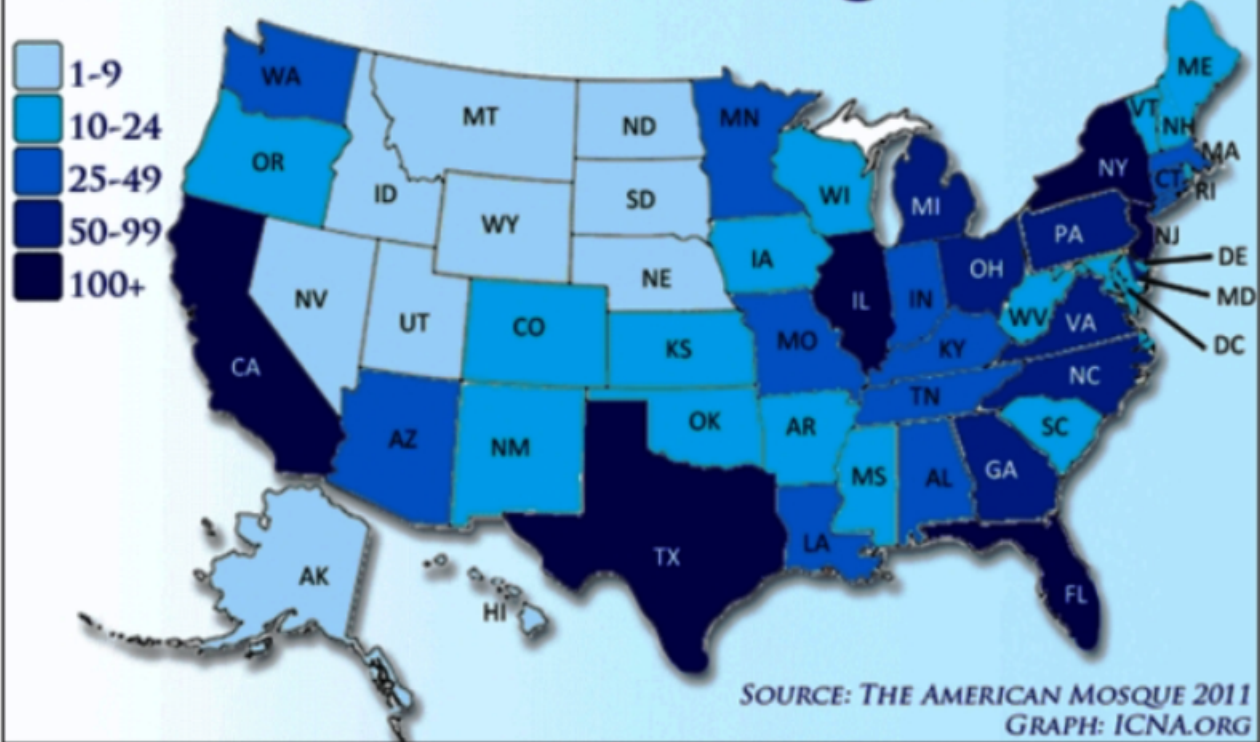 1-9
10-24
25-49
50-99
100+
WA
OR
CA
ID
NV
MT
WY
UT
AZ
CO
NM
ND
SD
NE
KS
OK
TX
MN
IA
MO
AR
LA
WI
IL
MS
MI
IN
KY
TN
AL
OH
WV
VA
NC
SC
GA
FL
PA
NY
VT
NH
ME
MA
CT
RI
NJ
DE
MD
DC
AK
HI
SOURCE: THE AMERICAN MOSQUE 2011
GRAPH: ICNA.ORG